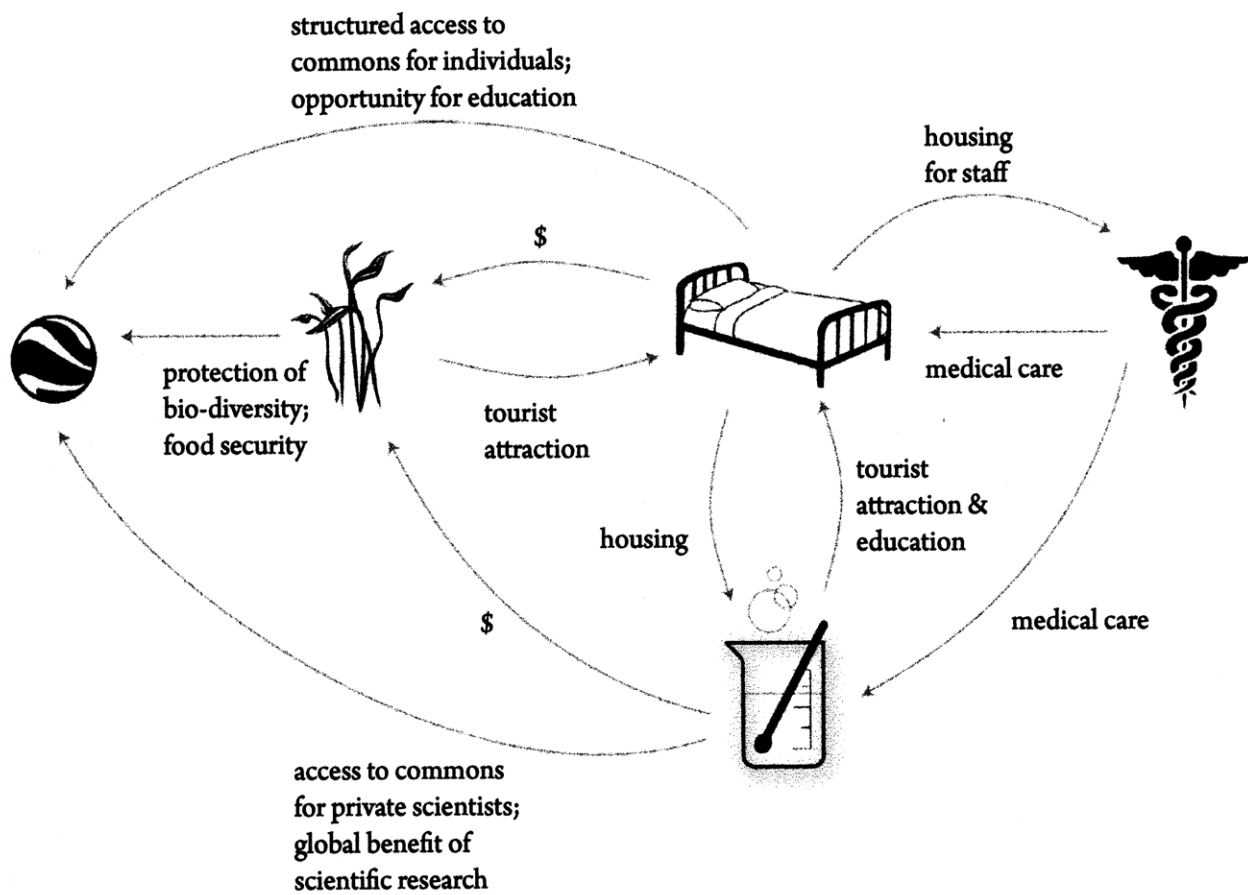 structured access to
commons for individuals;
opportunity for education
housing
for staff
$
protection of
bio-diversity;
food security
tourist
attraction
medical care
housing
tourist
attraction &
education
$
medical care
access to commons
for private scientists;
global benefit of
scientific research